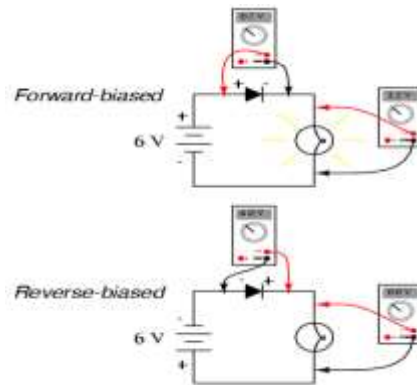 Forward-biased
+ -
+
6 V
-
Reverse-biased
- +
-
6 V
+